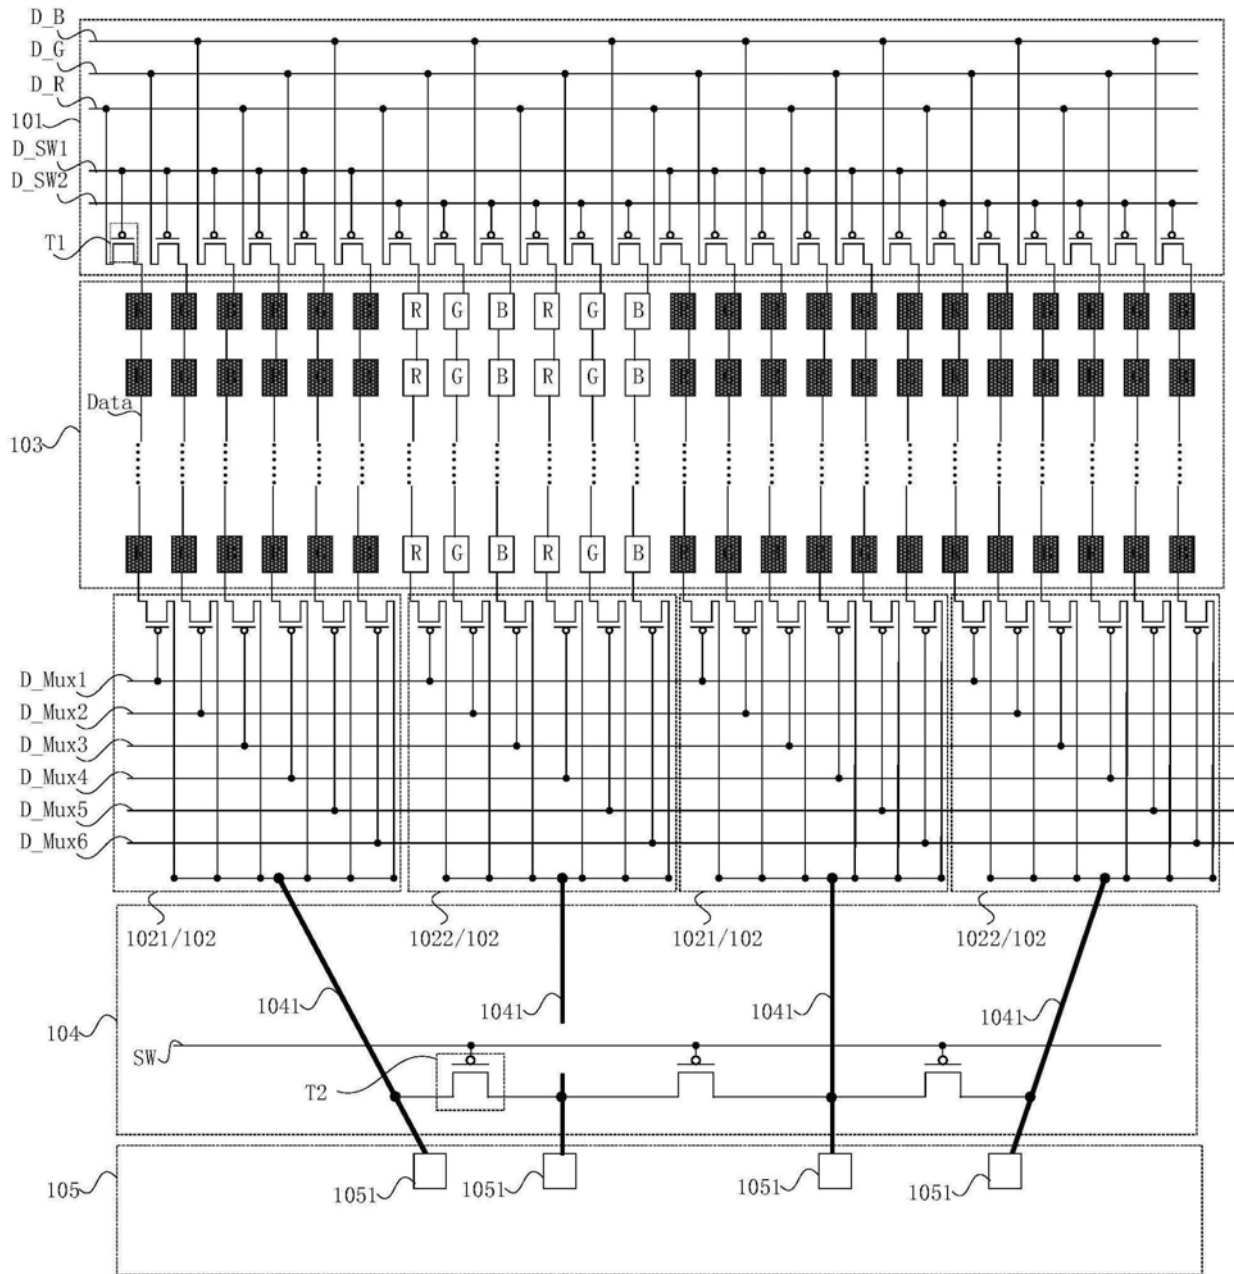 D_B
D_G
D_R
101
D_SW1
D_SW2
T1
B G R G B R G B G G B G B
B G R G B R G B G G B G B
Data
103
B G R G B R G B G G B G B
D_Mux1
D_Mux2
D_Mux3
D_Mux4
D_Mux5
D_Mux6
1021/102 1022/102 1021/102 1022/102
1041 1041 1041 1041
104
SW
T2
105 1051 1051 1051 1051